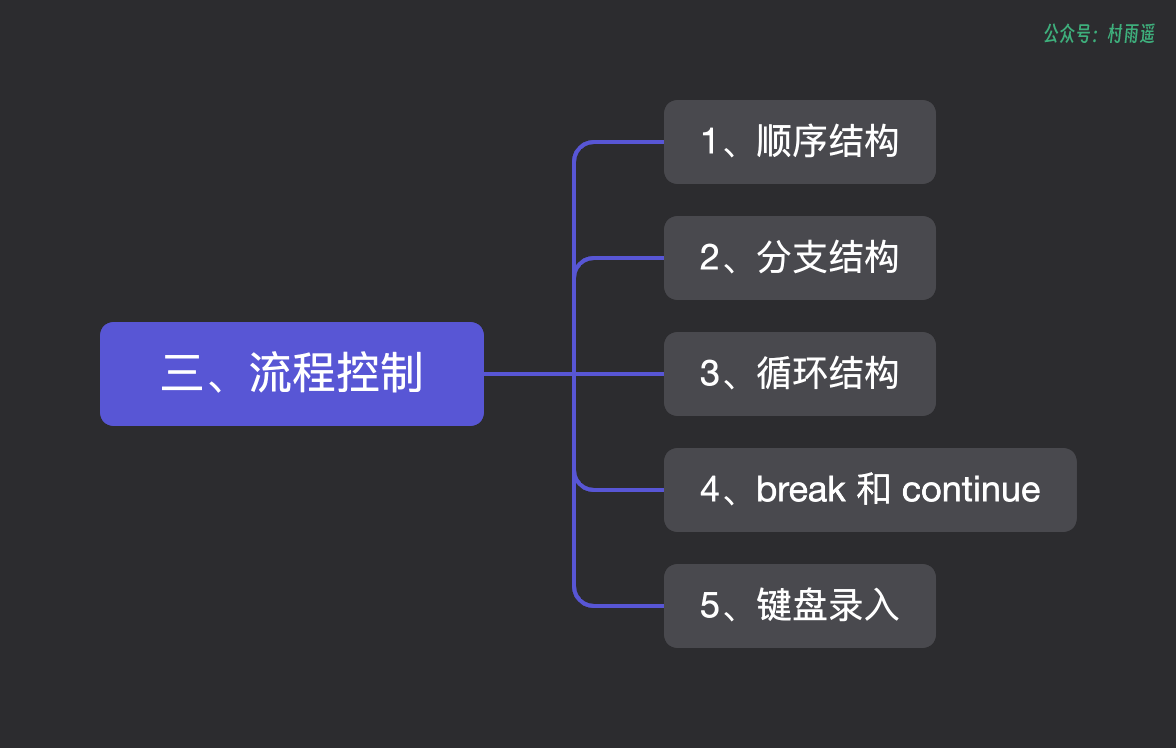 公众号：村雨遥
1、顺序结构
2、分支结构
三、流程控制
3、循环结构
4、break 和 continue
5、键盘录入